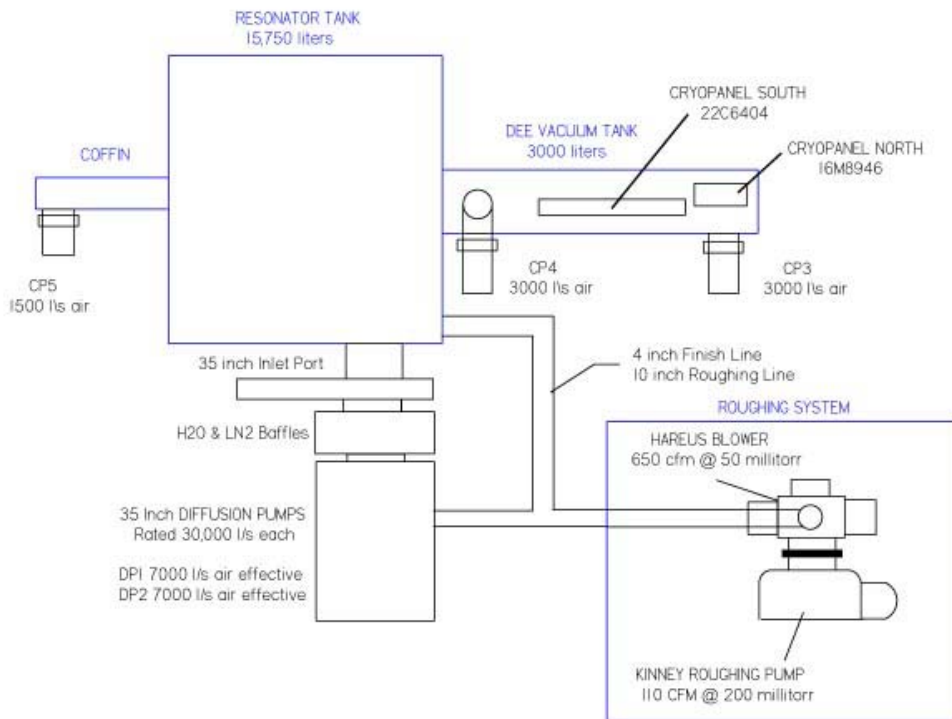 RESONATOR TANK
15,750 liters
CRYOPANEL SOUTH
22C6404
COFFIN
DEE VACUUM TANK
3000 liters
CRYOPANEL NORTH
16M8946
CP5
1500 l\s air
CP4
3000 l\s air
CP3
3000 l\s air
35 inch Inlet Port
4 inch Finish Line
10 inch Roughing Line
ROUGHING SYSTEM
H20 & LN2 Baffles
HAREUS BLOWER
650 cfm @ 50 millitorr
35 Inch DIFFUSION PUMPS
Rated 30,000 l/s each
DP1 7000 l/s air effective
DP2 7000 l/s air effective
KINNEY ROUGHING PUMP
110 CFM @ 200 millitorr